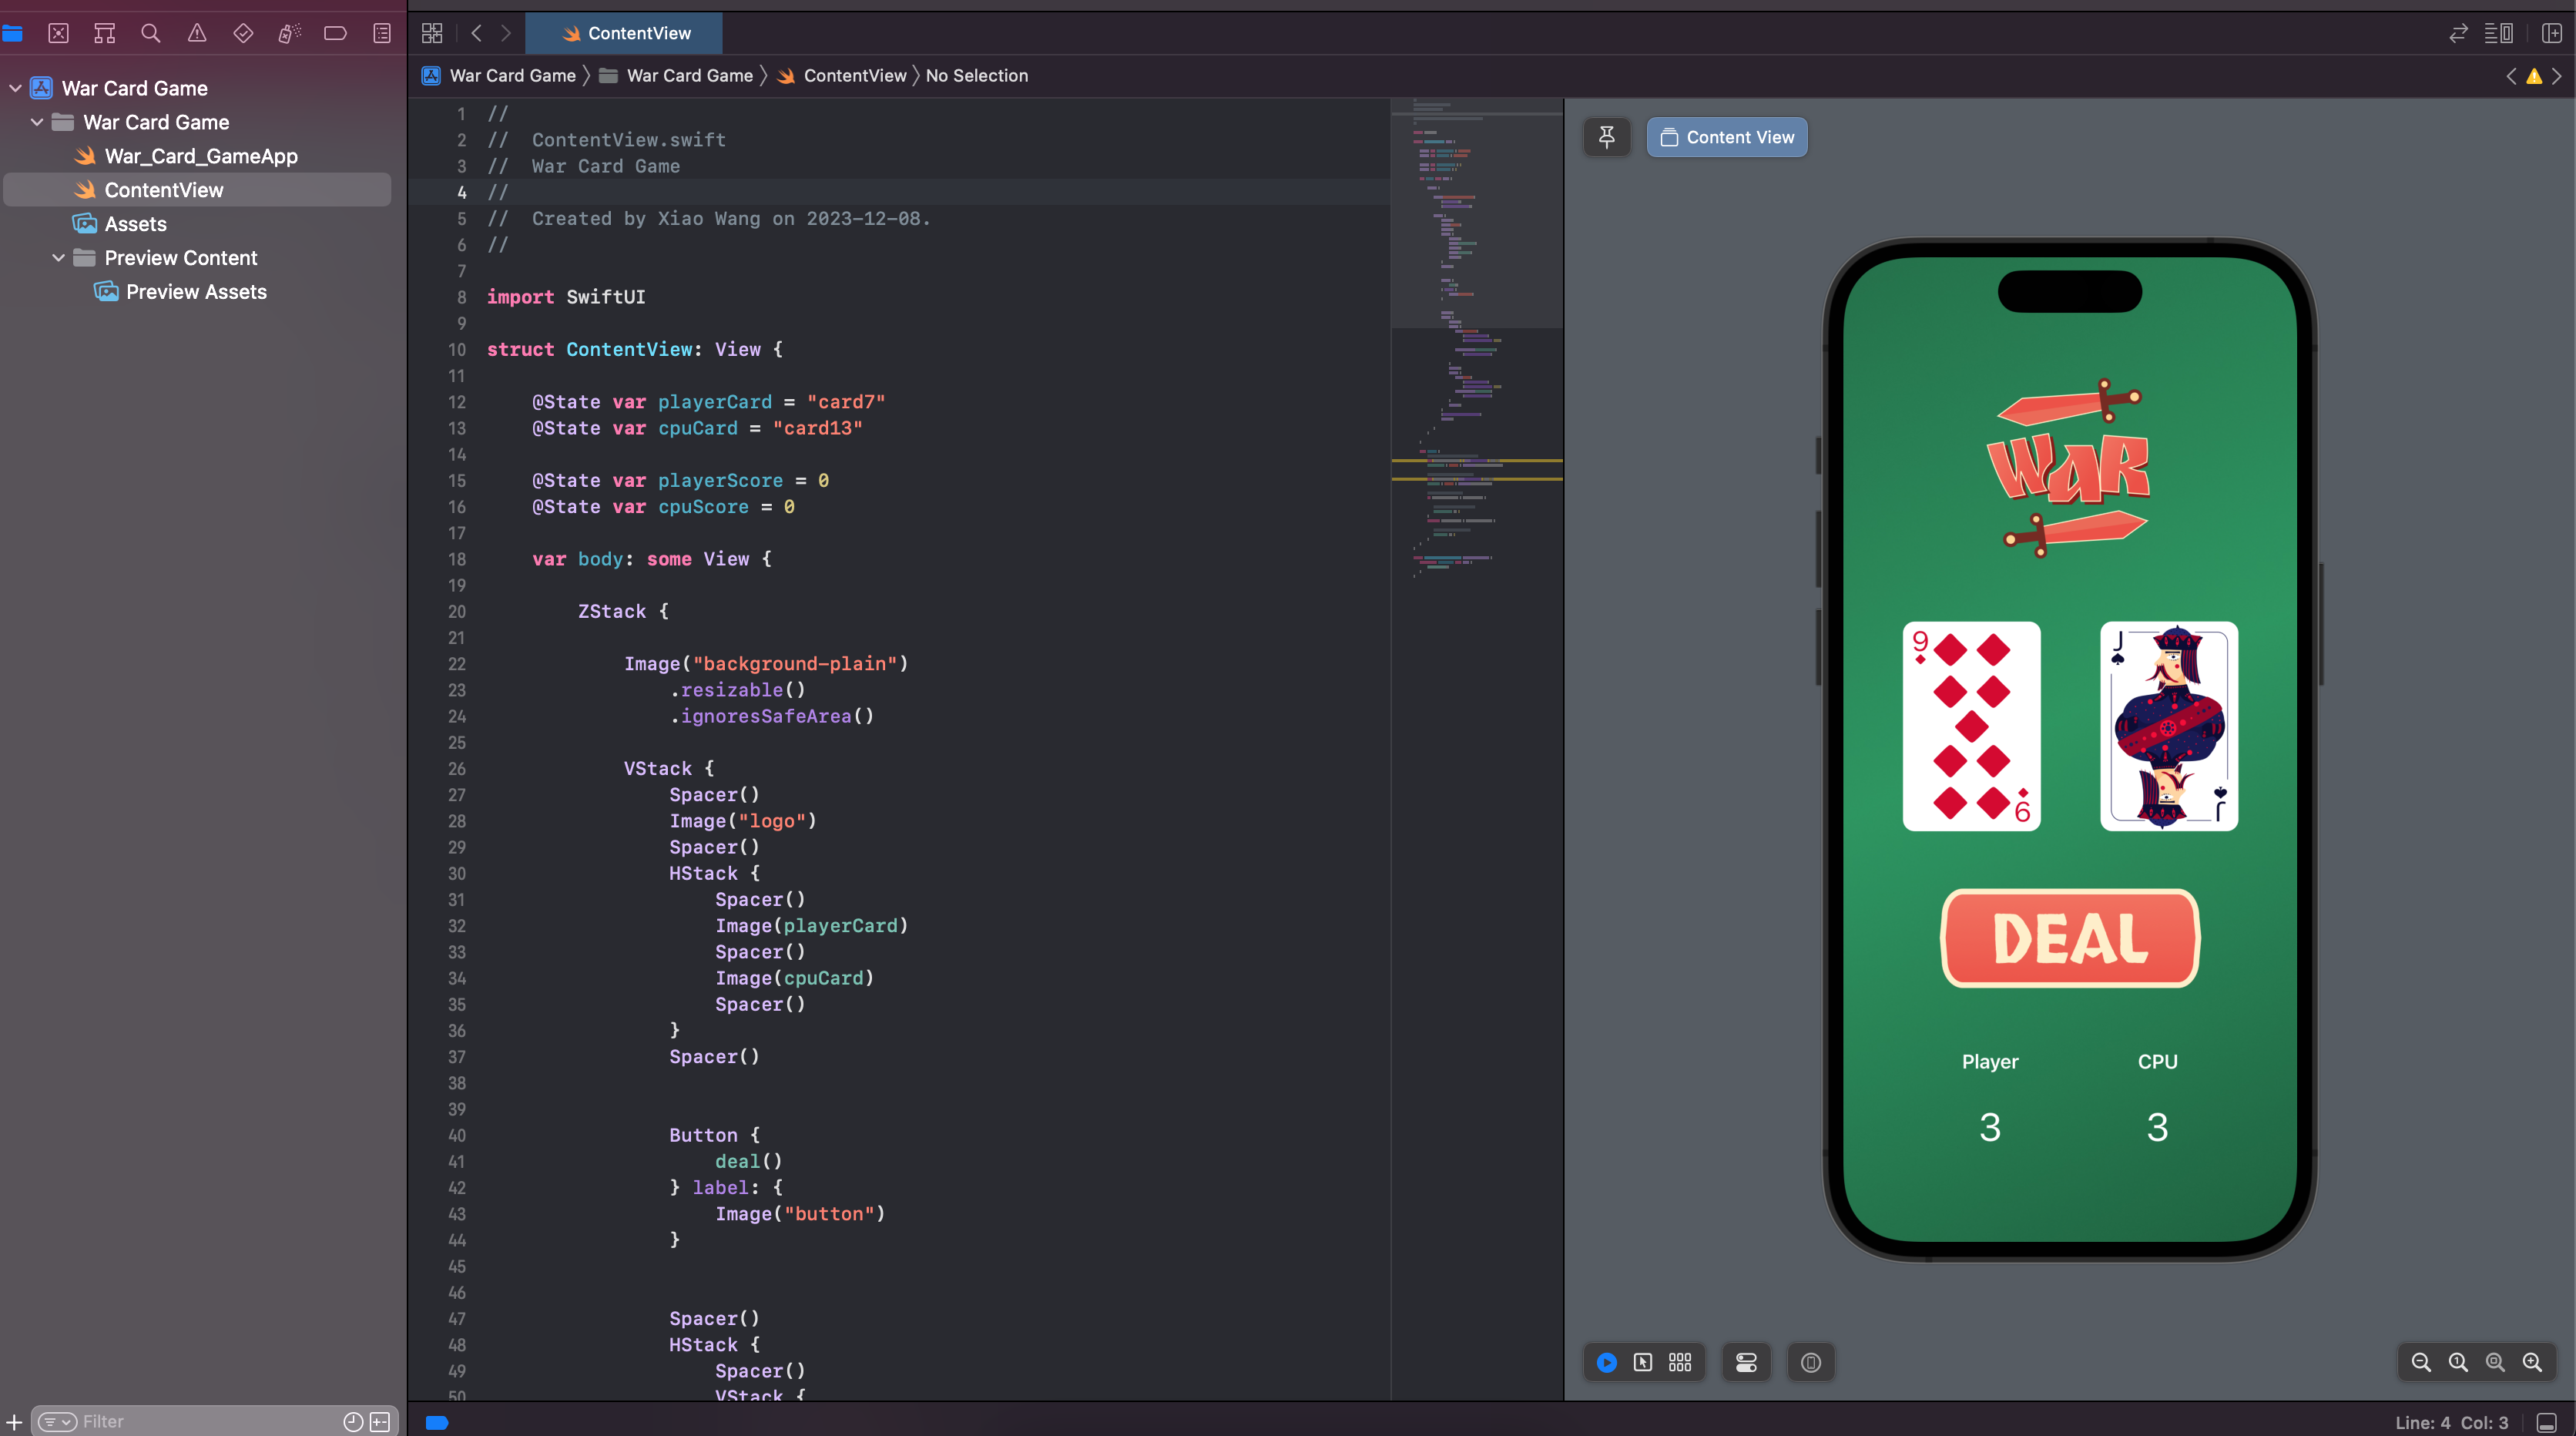 ContentView
War Card Game
War Card Game
War_Card_GameApp
ContentView
Assets
Preview Content
Preview Assets
Filter
War Card Game 〉 War Card Game 〉 ContentView 〉 No Selection
1 //
2 //  ContentView.swift
3 //  War Card Game
4 //
5 //  Created by Xiao Wang on 2023-12-08.
6 //
7
8 import SwiftUI
9
10 struct ContentView: View {
11
12     @State var playerCard = "card7"
13     @State var cpuCard = "card13"
14
15     @State var playerScore = 0
16     @State var cpuScore = 0
17
18     var body: some View {
19
20         ZStack {
21
22             Image("background-plain")
23                 .resizable()
24                 .ignoresSafeArea()
25
26             VStack {
27                 Spacer()
28                 Image("logo")
29                 Spacer()
30                 HStack {
31                     Spacer()
32                     Image(playerCard)
33                     Spacer()
34                     Image(cpuCard)
35                     Spacer()
36                 }
37                 Spacer()
38
39
40                 Button {
41                     deal()
42                 } label: {
43                     Image("button")
44                 }
45
46
47                 Spacer()
48                 HStack {
49                     Spacer()
50                     VStack {
Content View
WAR
9 J
9 J
DEAL
Player CPU
3 3
Line: 4 Col: 3